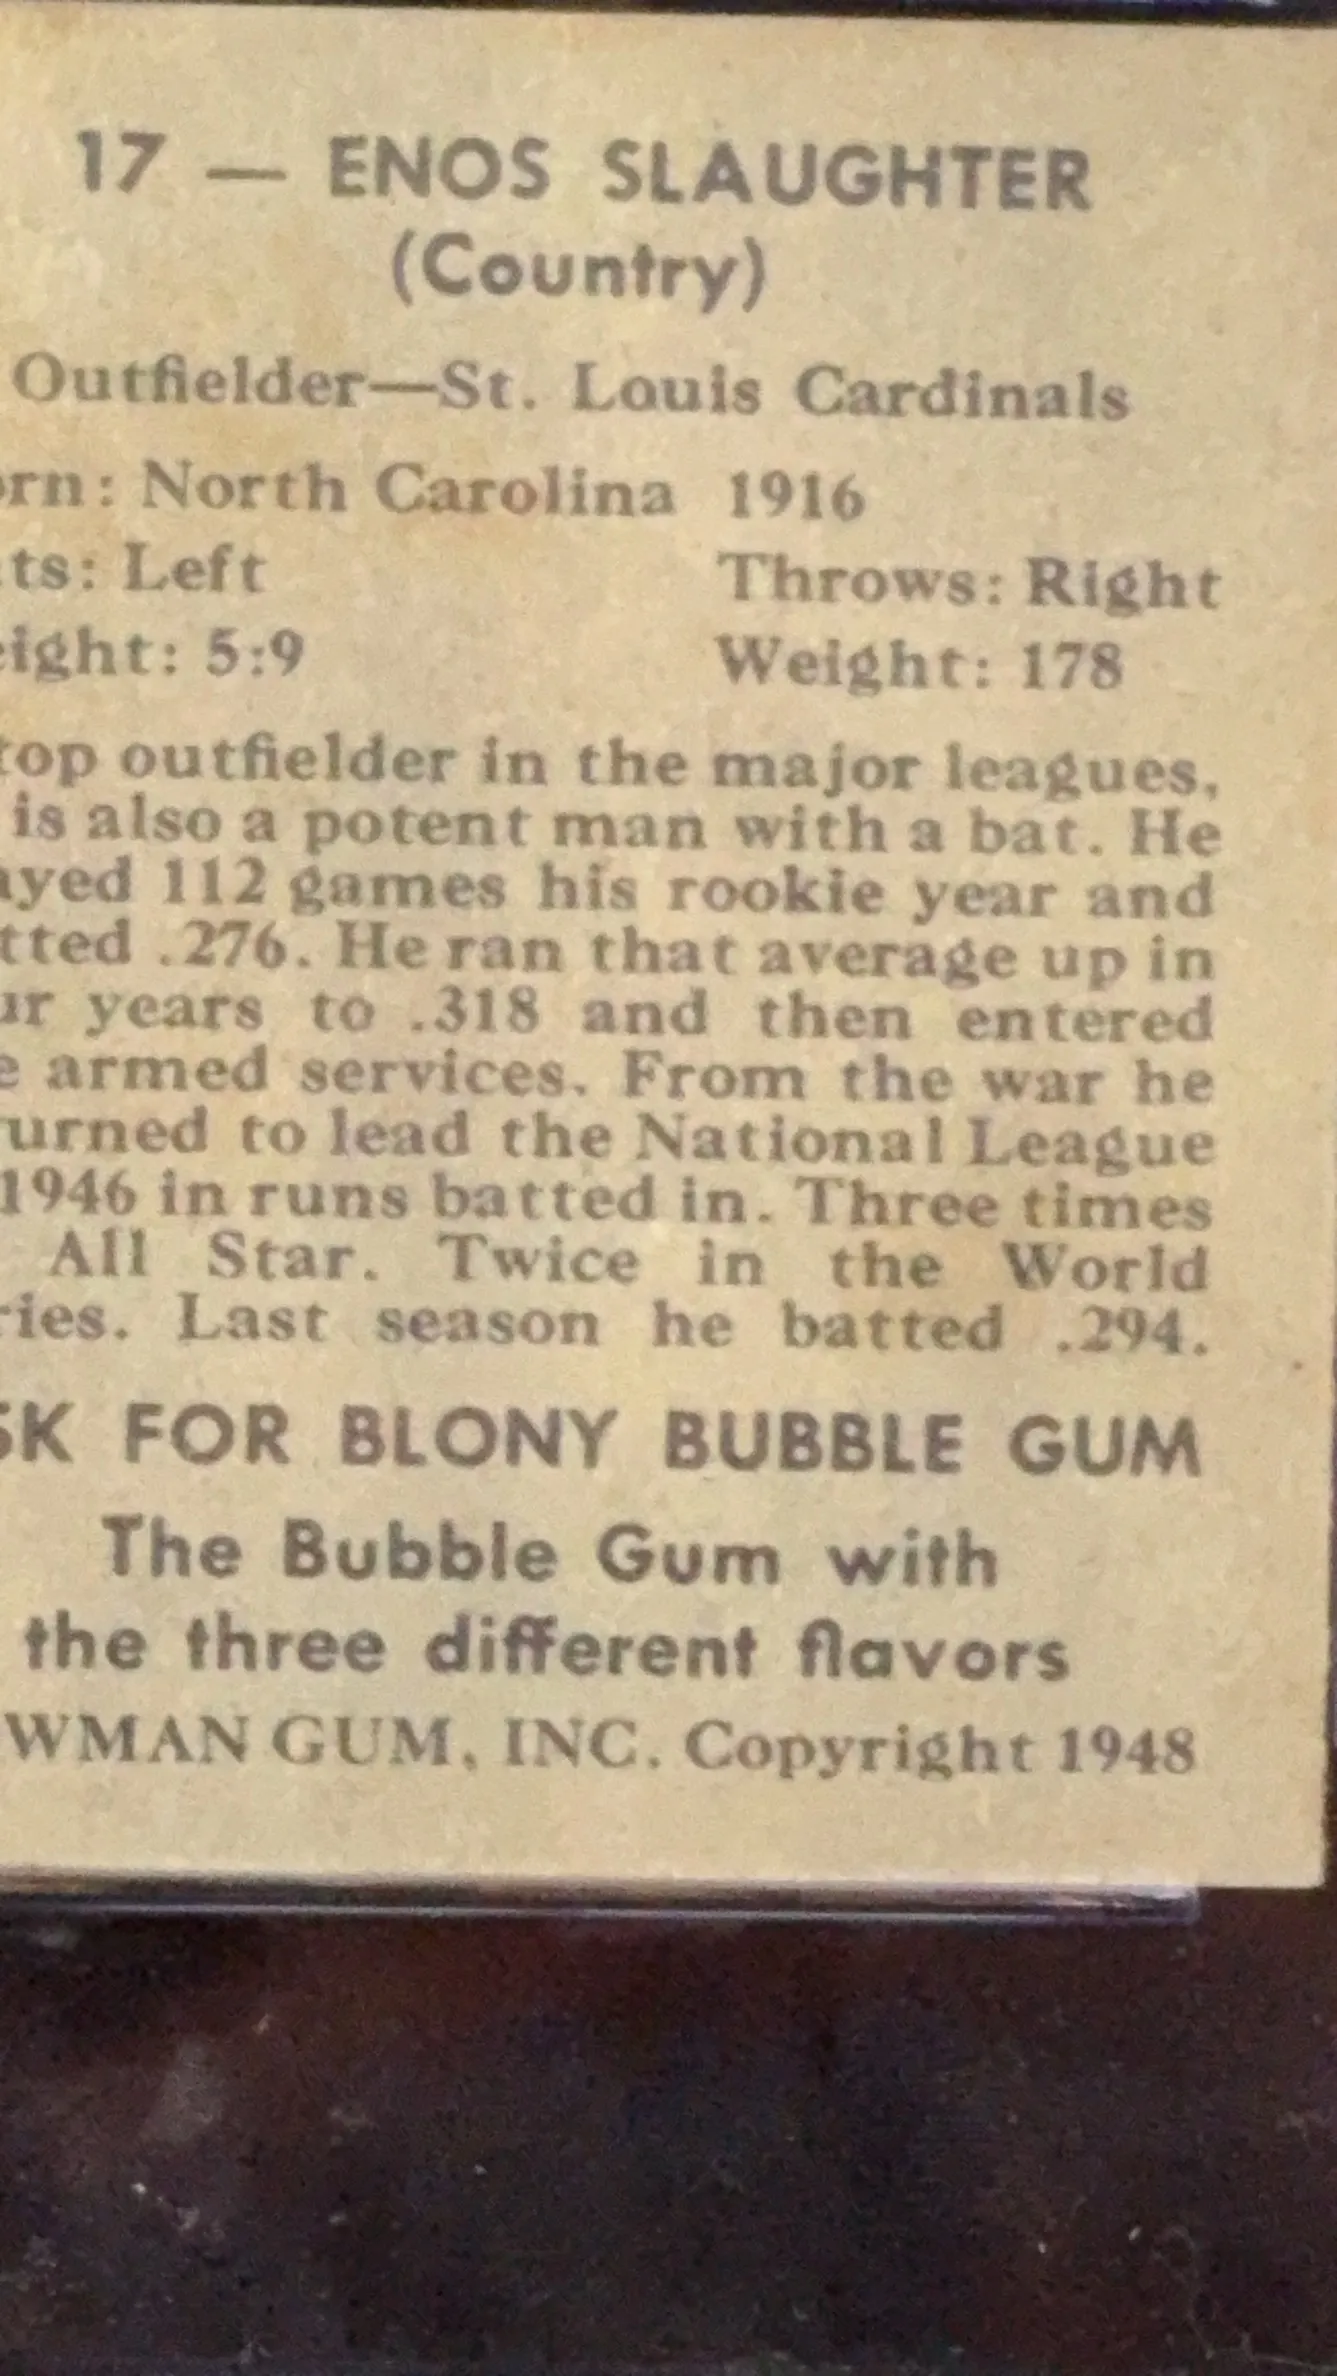 17 — ENOS SLAUGHTER
(Country)
Outfielder—St. Louis Cardinals
orn: North Carolina 1916
ts: Left Throws: Right
eight: 5:9 Weight: 178
top outfielder in the major leagues,
is also a potent man with a bat. He
ayed 112 games his rookie year and
tted .276. He ran that average up in
ur years to .318 and then entered
e armed services. From the war he
urned to lead the National League
1946 in runs batted in. Three times
All Star. Twice in the World
ries. Last season he batted .294.
SK FOR BLONY BUBBLE GUM
The Bubble Gum with
the three different flavors
WMAN GUM, INC. Copyright 1948